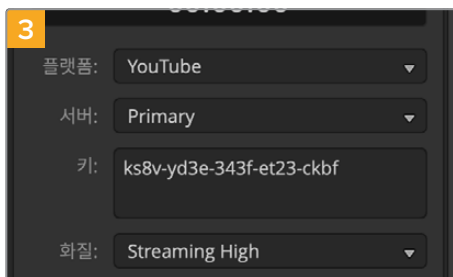 3
플랫폼: YouTube
서버: Primary
키: ks8v-yd3e-343f-et23-ckbf
화질: Streaming High